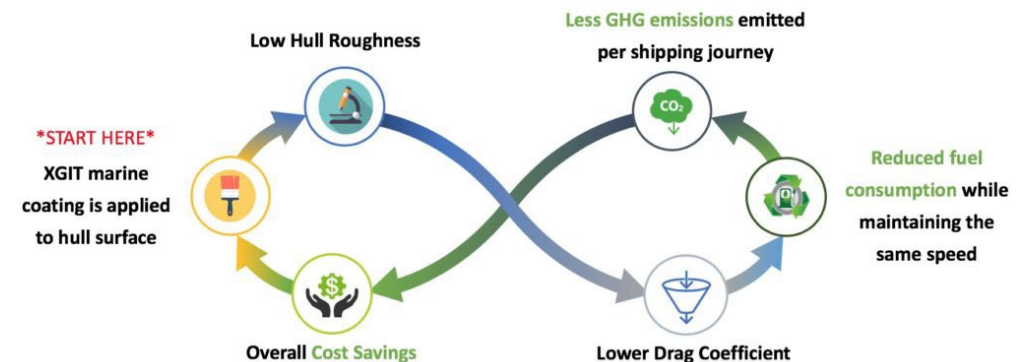 *START HERE*
XGIT marine
coating is applied
to hull surface
Low Hull Roughness
Lower Drag Coefficient
Reduced fuel
consumption while
maintaining the
same speed
Less GHG emissions emitted
per shipping journey
CO₂
Overall Cost Savings
$